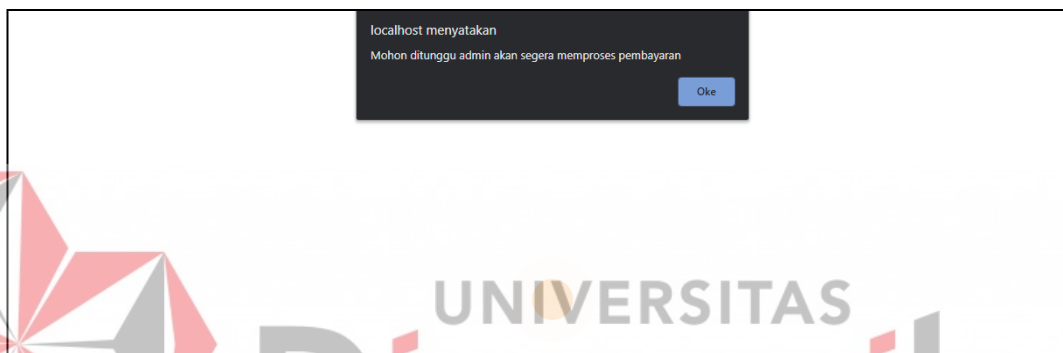 localhost menyatakan
Mohon ditunggu admin akan segera memproses pembayaran
Oke
UNIVERSITAS